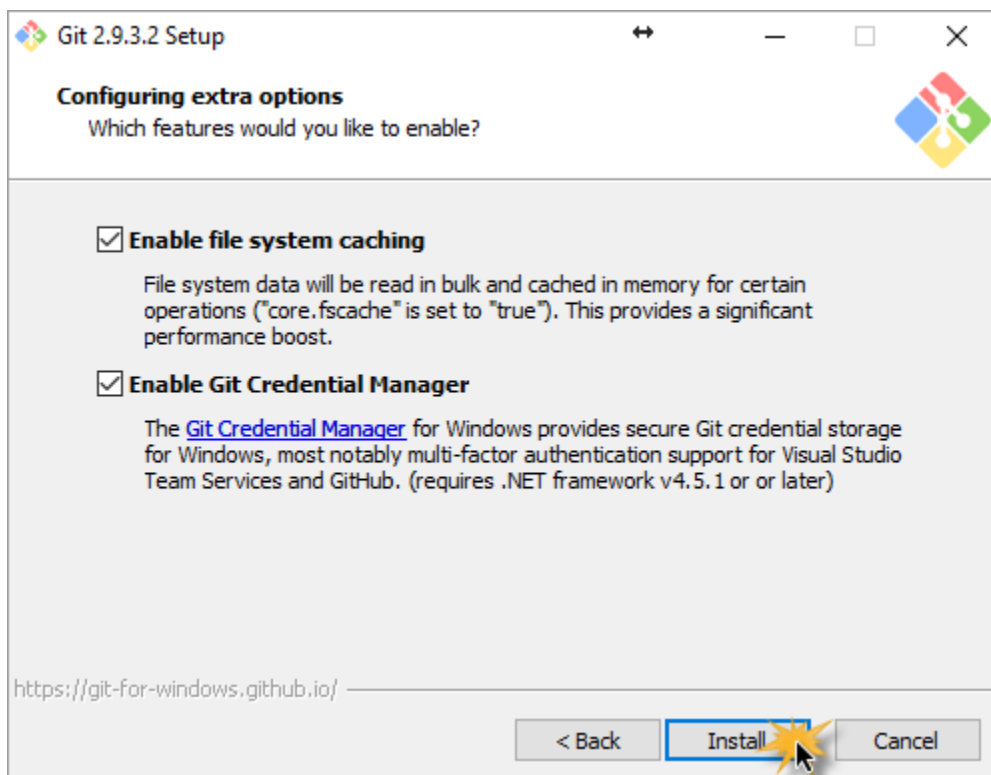 Git 2.9.3.2 Setup
Configuring extra options
Which features would you like to enable?
Enable file system caching
File system data will be read in bulk and cached in memory for certain
operations ("core.fscache" is set to "true"). This provides a significant
performance boost.
Enable Git Credential Manager
The Git Credential Manager for Windows provides secure Git credential storage
for Windows, most notably multi-factor authentication support for Visual Studio
Team Services and GitHub. (requires .NET framework v4.5.1 or or later)
https://git-for-windows.github.io/
< Back Install Cancel